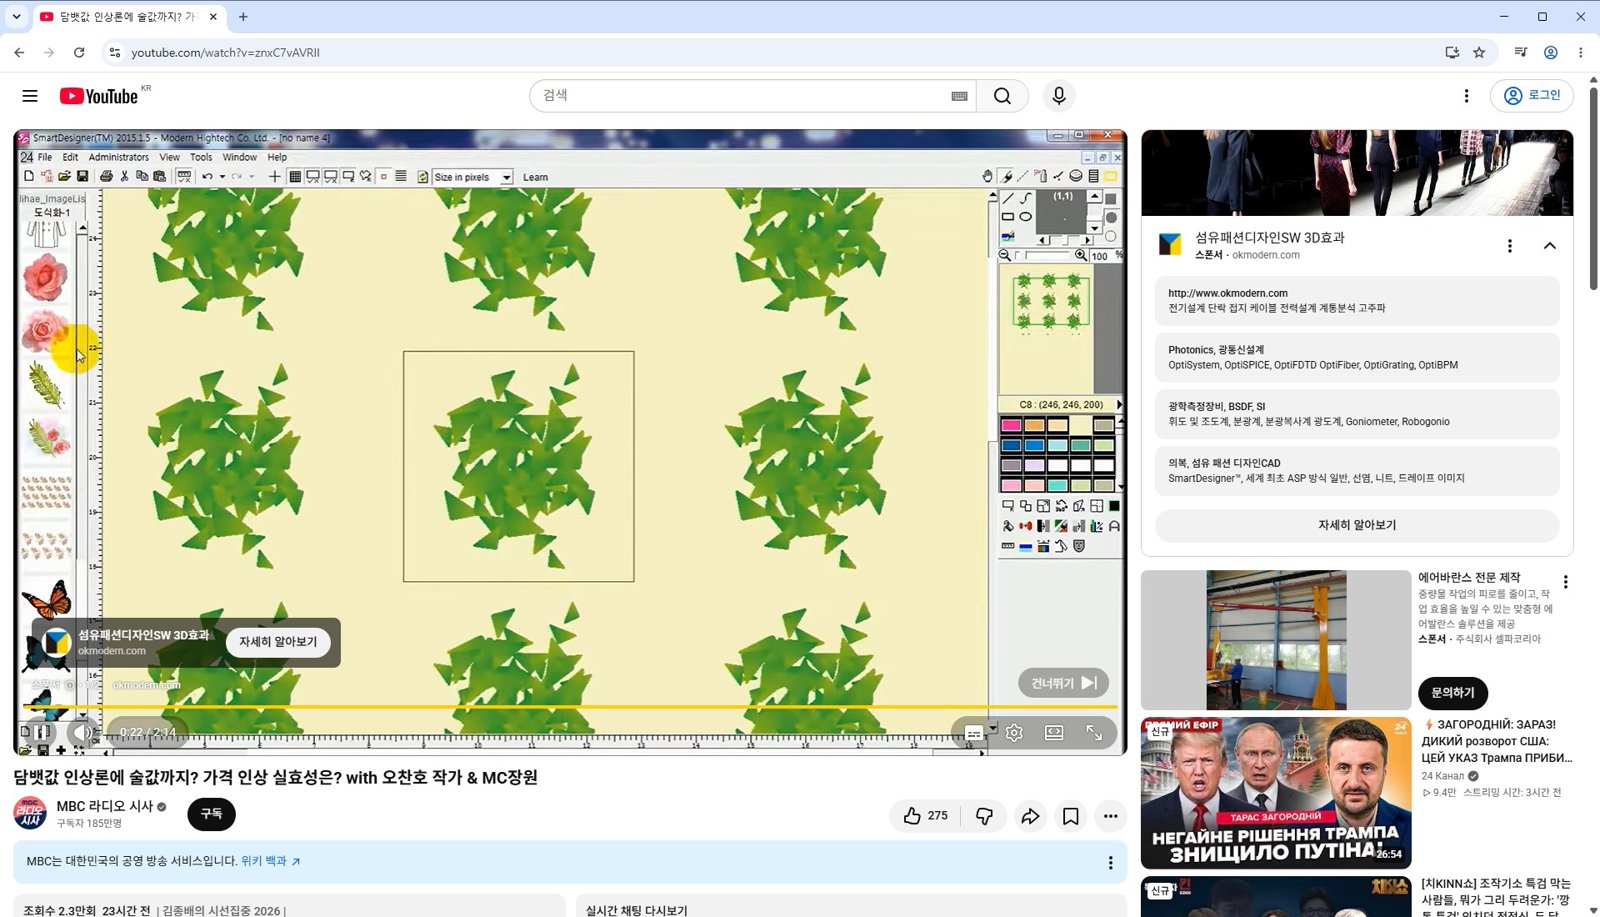 담뱃값 인상론에 술값까지? 가
youtube.com/watch?v=znxC7vAVRlI
YouTube KR
검색
로그인
SmartDesigner(TM) 2015.1.5 - Modern Hightech Co. Ltd. - [no name 4]
24 File Edit Administrators View Tools Window Help
Size in pixels Learn
Jihae_ImageLis
도식화-1
(1,1)
100 %
C8 : (246, 246, 200)
섬유패션디자인SW 3D효과
okmodern.com
자세히 알아보기
스폰서
okmodern.com
건너뛰기
0:22 / 2:14
담뱃값 인상론에 술값까지? 가격 인상 실효성은? with 오찬호 작가 & MC장원
MBC 라디오 시사
구독자 185만명
구독
275
MBC는 대한민국의 공영 방송 서비스입니다. 위키 백과
조회수 2.3만회 23시간 전 | 김종배의 시선집중 2026 |
실시간 채팅 다시보기
섬유패션디자인SW 3D효과
스폰서 · okmodern.com
http://www.okmodern.com
전기설계 단락 접지 케이블 전력설계 계통분석 고주파
Photonics, 광통신설계
OptiSystem, OptiSPICE, OptiFDTD OptiFiber, OptiGrating, OptiBPM
광학측정장비, BSDF, SI
휘도 및 조도계, 분광계, 분광복사계 광도계, Goniometer, Robogonio
의복, 섬유 패션 디자인CAD
SmartDesigner™, 세계 최초 ASP 방식 일반, 선염, 니트, 드레이프 이미지
자세히 알아보기
에어바란스 전문 제작
중량물 작업의 피로를 줄이고, 작
업 효율을 높일 수 있는 맞춤형 에
어발란스 솔루션을 제공
스폰서 · 주식회사 셀파코리아
문의하기
ПРЯМИЙ ЕФІР
신규
24
ТАРАС ЗАГОРОДНІЙ
НЕГАЙНЕ РІШЕННЯ ТРАМПА
ЗНИЩИЛО ПУТІНА!
26:54
ЗАГОРОДНІЙ: ЗАРАЗ!
ДИКИЙ розворот США:
ЦЕЙ УКАЗ Трампа ПРИБИ...
24 Канал
9.4만 스트리밍 시간: 3시간 전
신규
[치KINN쇼] 조작기소 특검 막는
사람들, 뭐가 그리 두려운가: '깡